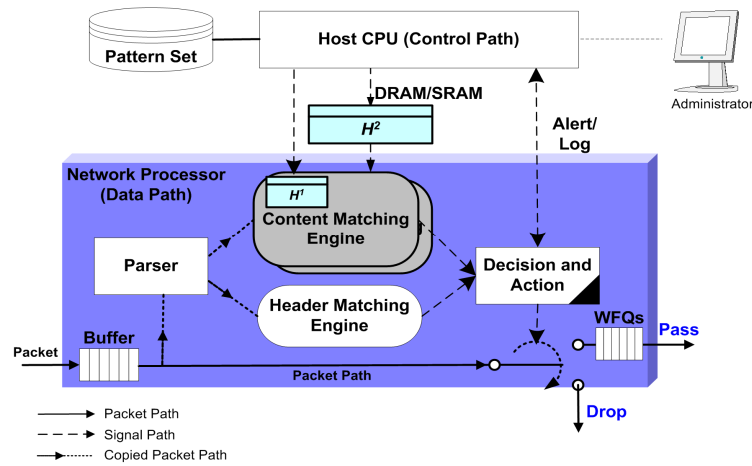 Pattern Set
Host CPU (Control Path)
Administrator
DRAM/SRAM
H²
Alert/
Log
Network Processor
(Data Path)
H¹
Content Matching
Engine
Parser
Decision and
Action
Header Matching
Engine
WFQs
Pass
Buffer
Packet
Packet Path
Drop
Packet Path
Signal Path
Copied Packet Path